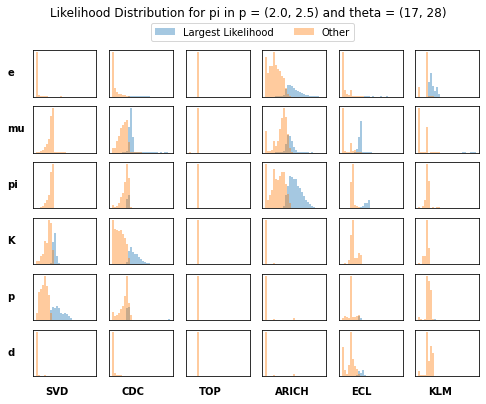 Likelihood Distribution for pi in p = (2.0, 2.5) and theta = (17, 28)
Largest Likelihood Other
e
mu
pi
K
p
d
SVD CDC TOP ARICH ECL KLM